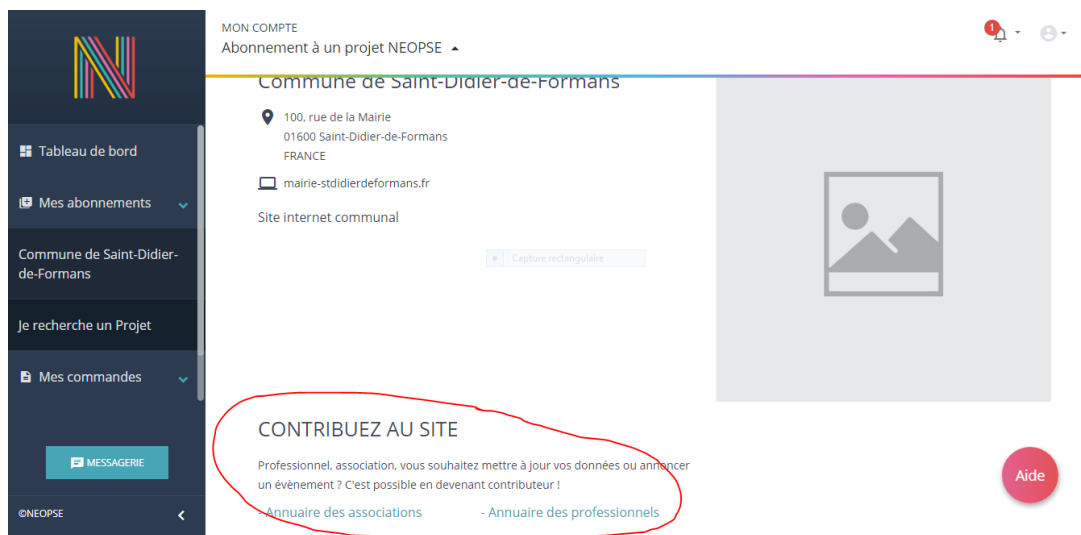 MON COMPTE
Abonnement à un projet NEOPSE
1
Tableau de bord
Mes abonnements
Commune de Saint-Didier-
de-Formans
Je recherche un Projet
Mes commandes
MESSAGERIE
©NEOPSE
Commune de Saint-Didier-de-Formans
100, rue de la Mairie
01600 Saint-Didier-de-Formans
FRANCE
mairie-stdidierdeformans.fr
Site internet communal
Capture rectangulaire
CONTRIBUEZ AU SITE
Professionnel, association, vous souhaitez mettre à jour vos données ou annoncer
un évènement ? C'est possible en devenant contributeur !
- Annuaire des associations - Annuaire des professionnels
Aide